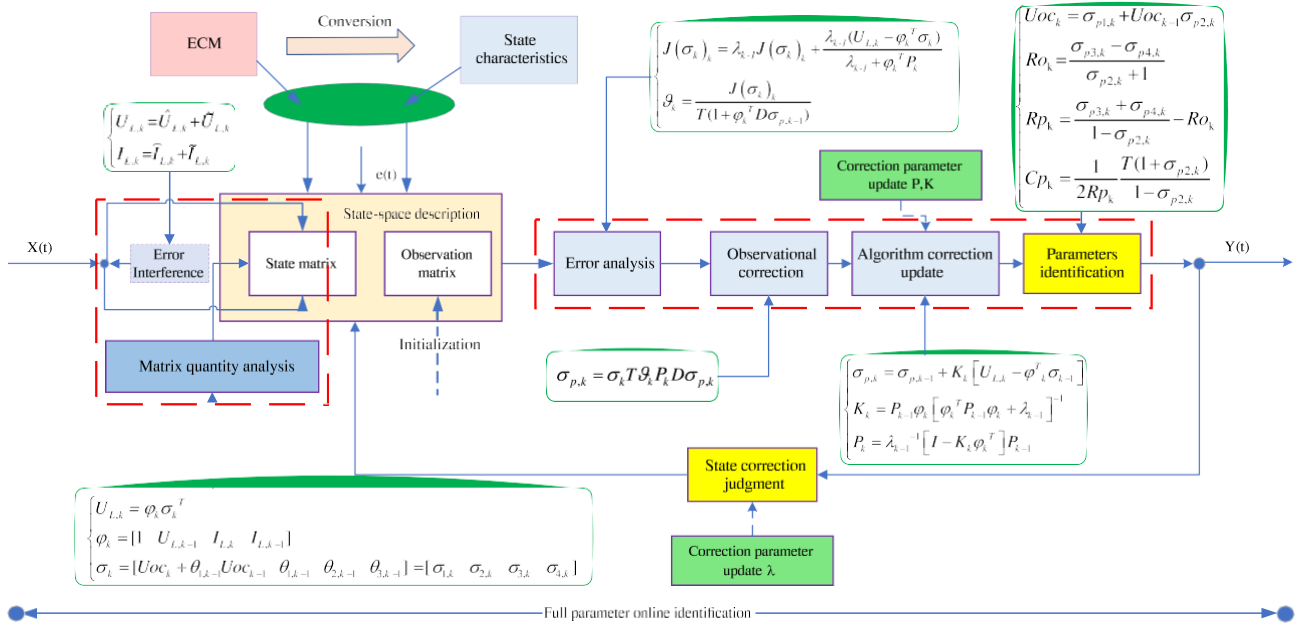 ECM
Conversion
State
characteristics
J(σ_k)_k = λ_{k-1} J(σ_k)_k + λ_{k-1}(U_{L,k} − φ_k^T σ_k) / (λ_{k-1} + φ_k^T P_k)
ϑ_k = J(σ_k)_k / T(1 + φ_k^T Dσ_{p,k-1})
Uoc_k = σ_{p1,k} + Uoc_{k-1}σ_{p2,k}
Ro_k = (σ_{p3,k} − σ_{p4,k}) / (σ_{p2,k} + 1)
Rp_k = (σ_{p3,k} + σ_{p4,k}) / (1 − σ_{p2,k}) − Ro_k
Cp_k = 1 / 2Rp_k T(1 + σ_{p2,k}) / (1 − σ_{p2,k})
U_{L,k} = Û_{L,k} + Ũ_{L,k}
I_{L,k} = Î_{L,k} + Ĩ_{L,k}
e(t)
Correction parameter
update P,K
State-space description
X(t)
Error
Interference
State matrix
Observation
matrix
Error analysis
Observational
correction
Algorithm correction
update
Parameters
identification
Y(t)
Initialization
Matrix quantity analysis
σ_{p,k} = σ_k Tϑ_k P_k Dσ_{p,k}
σ_{p,k} = σ_{p,k-1} + K_k [U_{L,k} − φ^T_k σ_{k-1}]
K_k = P_{k-1}φ_k [φ_k^T P_{k-1}φ_k + λ_{k-1}]^{-1}
P_k = λ_{k-1}^{-1} [I − K_k φ_k^T] P_{k-1}
State correction
judgment
U_{L,k} = φ_k σ_k^T
φ_k = [1 U_{L,k-1} I_{L,k} I_{L,k-1}]
σ_k = [Uoc_k + θ_{1,k-1}Uoc_{k-1} θ_{1,k-1} θ_{2,k-1} θ_{3,k-1}] = [σ_{1,k} σ_{2,k} σ_{3,k} σ_{4,k}]
Correction parameter
update λ
Full parameter online identification